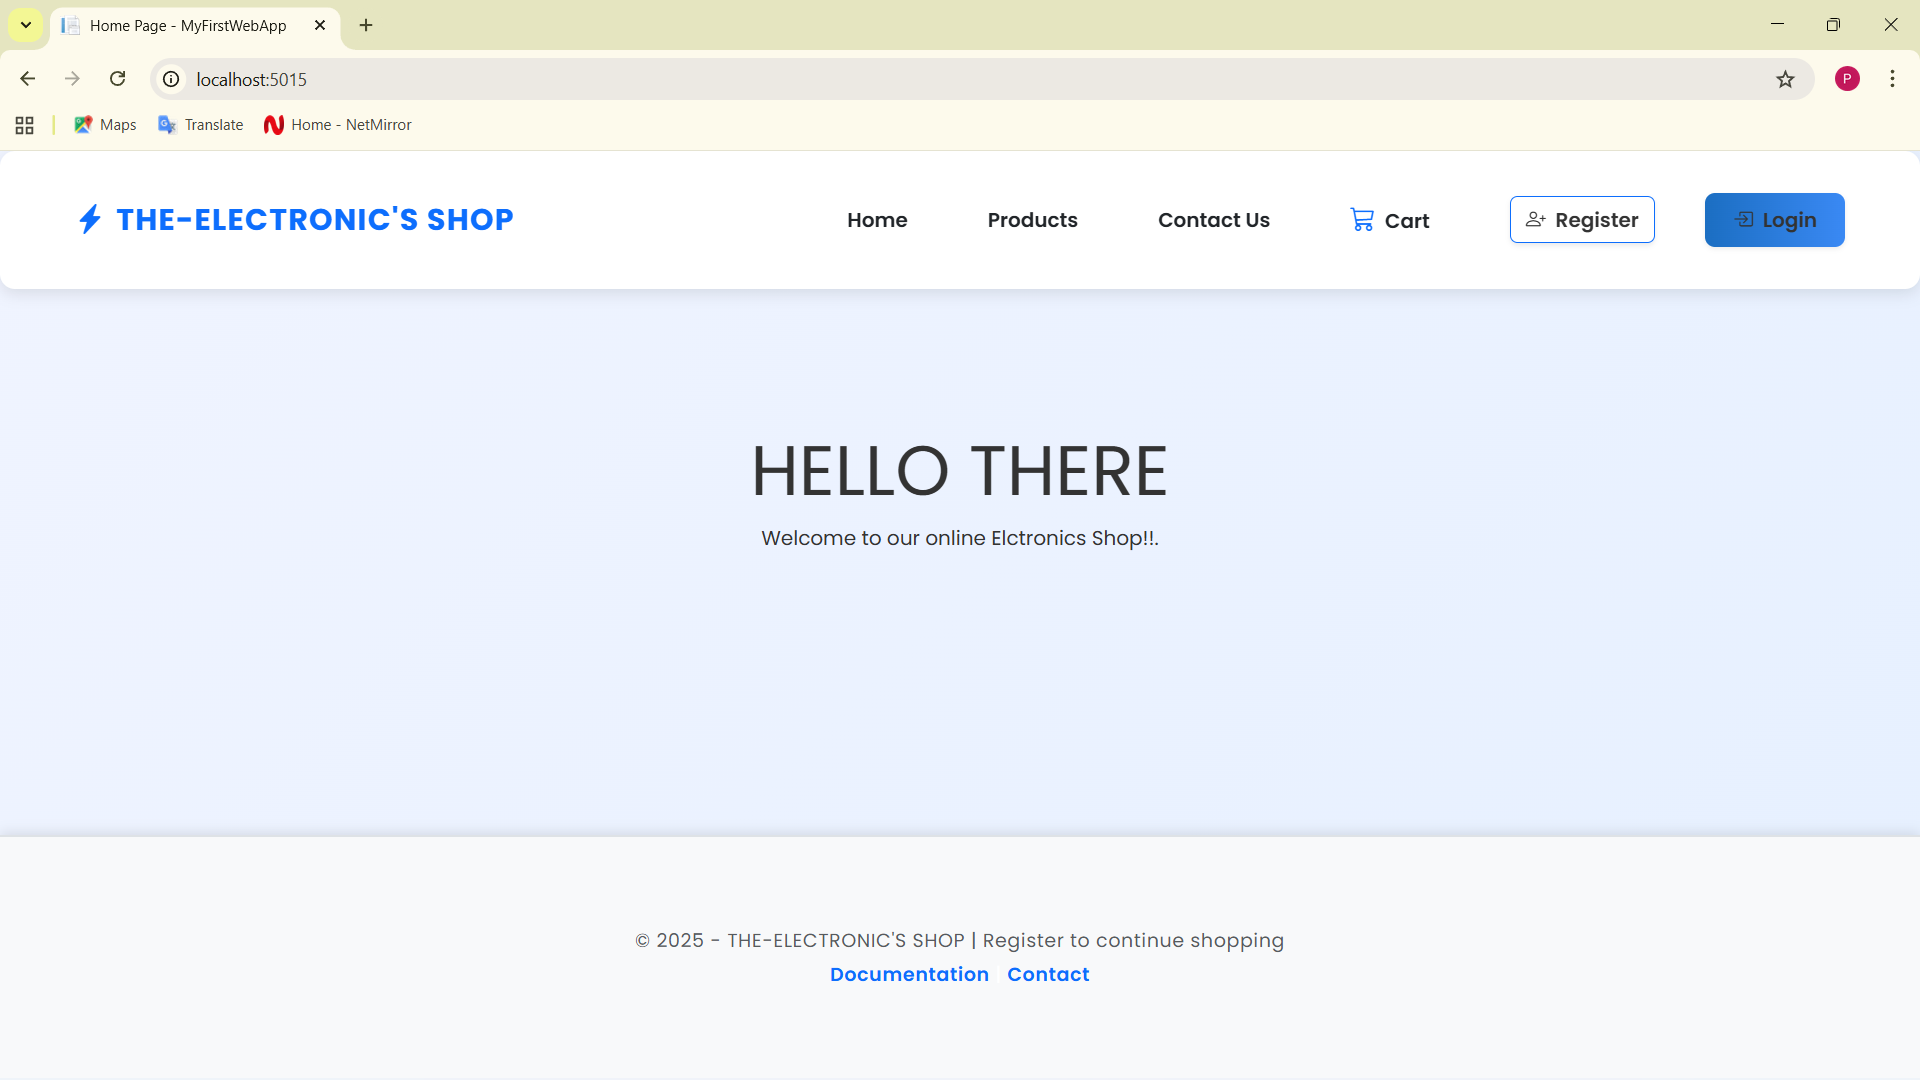 Home Page - MyFirstWebApp
localhost:5015
P
Maps Translate Home - NetMirror
THE-ELECTRONIC'S SHOP Home Products Contact Us Cart Register Login
HELLO THERE
Welcome to our online Elctronics Shop!!.
© 2025 - THE-ELECTRONIC'S SHOP | Register to continue shopping
Documentation | Contact